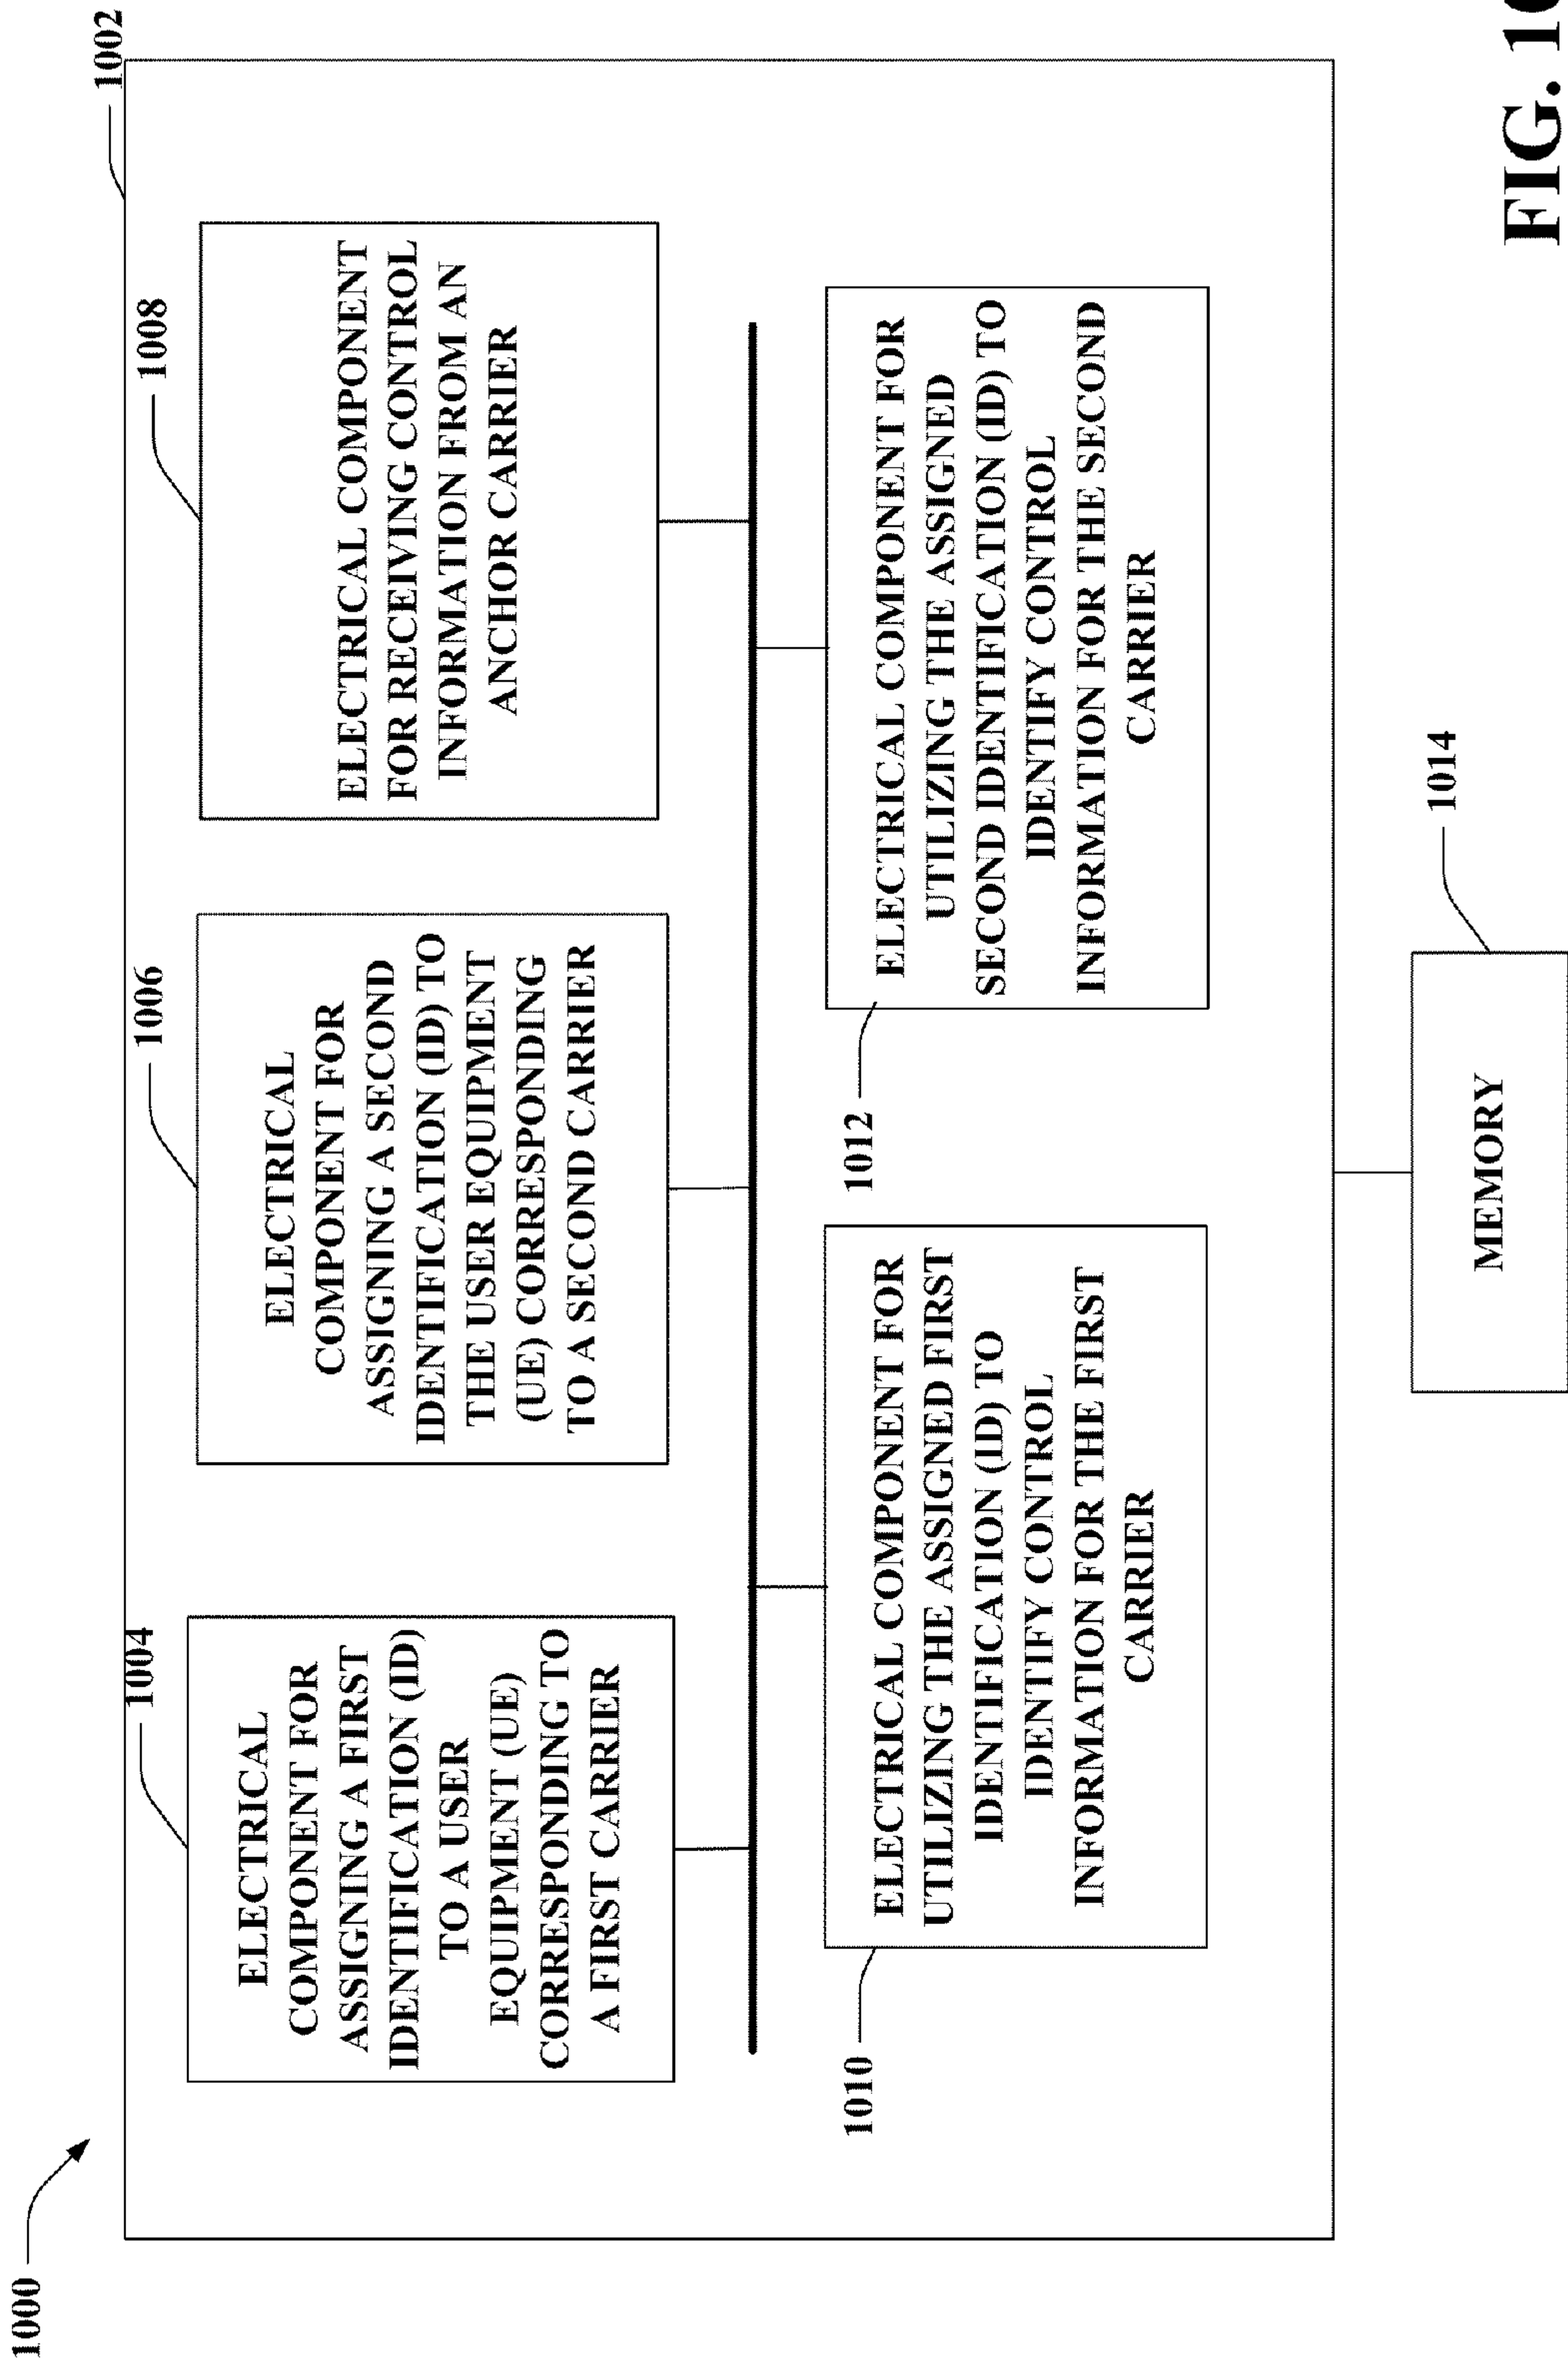 1000
1002
1004
ELECTRICAL
COMPONENT FOR
ASSIGNING A FIRST
IDENTIFICATION (ID)
TO A USER
EQUIPMENT (UE)
CORRESPONDING TO
A FIRST CARRIER
1006
ELECTRICAL
COMPONENT FOR
ASSIGNING A SECOND
IDENTIFICATION (ID) TO
THE USER EQUIPMENT
(UE) CORRESPONDING
TO A SECOND CARRIER
1008
ELECTRICAL COMPONENT
FOR RECEIVING CONTROL
INFORMATION FROM AN
ANCHOR CARRIER
1010
ELECTRICAL COMPONENT FOR
UTILIZING THE ASSIGNED FIRST
IDENTIFICATION (ID) TO
IDENTIFY CONTROL
INFORMATION FOR THE FIRST
CARRIER
1012
ELECTRICAL COMPONENT FOR
UTILIZING THE ASSIGNED
SECOND IDENTIFICATION (ID) TO
IDENTIFY CONTROL
INFORMATION FOR THE SECOND
CARRIER
1014
MEMORY
FIG. 10